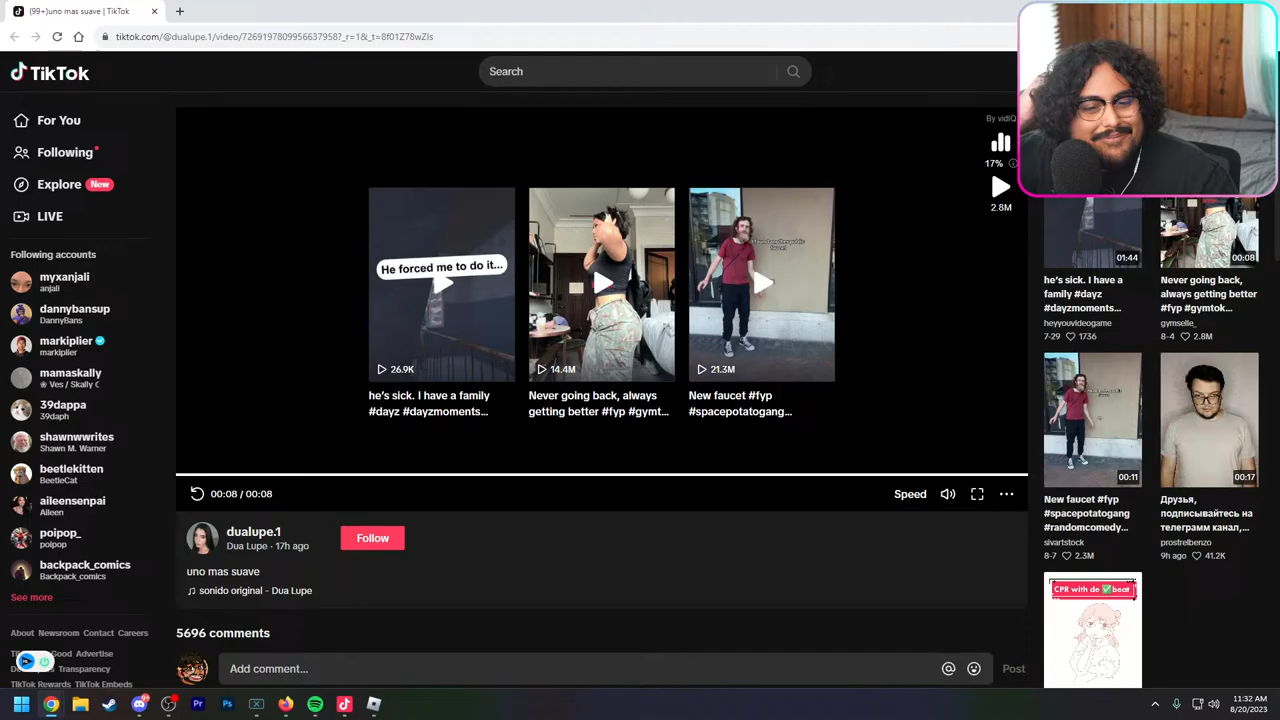 (99+)uno mas suave | TikTok
tiktok.com/@dualupe.1/video/7269197809956637958?_r=1&_t=8f01Z78wZIs
TikTok
Search
For You
Following
Explore New
LIVE
Following accounts
myxanjali
anjali
dannybansup
DannyBans
markiplier
markiplier
mamaskally
❀ Ves / Skally ☾
39dappa
39daph
shawnwwrites
Shawn M. Warner
beetlekitten
BeetleCat
aileensenpai
Aileen
poipop_
poipop
backpack_comics
Backpack_comics
See more
About Newsroom Contact Careers
Good Advertise
Transparency
TikTok Rewards TikTok Embeds
By vidIQ
17%
2.8M
He forced me to do it...
26.9K
14.4M
21.3M
he's sick. I have a family
#dayz #dayzmoments...
Never going back, always
getting better #fyp #gymt...
New faucet #fyp
#spacepotatogang...
00:08 / 00:08
Speed
dualupe.1
Dua Lupe · 17h ago
Follow
uno mas suave
♫ sonido original - Dua Lupe
5696 comments
Add comment...
Post
01:44
00:08
he's sick. I have a
family #dayz
#dayzmoments...
heyyouvideogame
7-29 1736
Never going back,
always getting better
#fyp #gymtok...
gymselle_
8-4 2.8M
00:11
00:17
New faucet #fyp
#spacepotatogang
#randomcomedy...
sivartstock
8-7 2.3M
Друзья,
подписывайтесь на
телеграмм канал,...
prostrelbenzo
9h ago 41.2K
CPR with de ✅beat
11:32 AM
8/20/2023